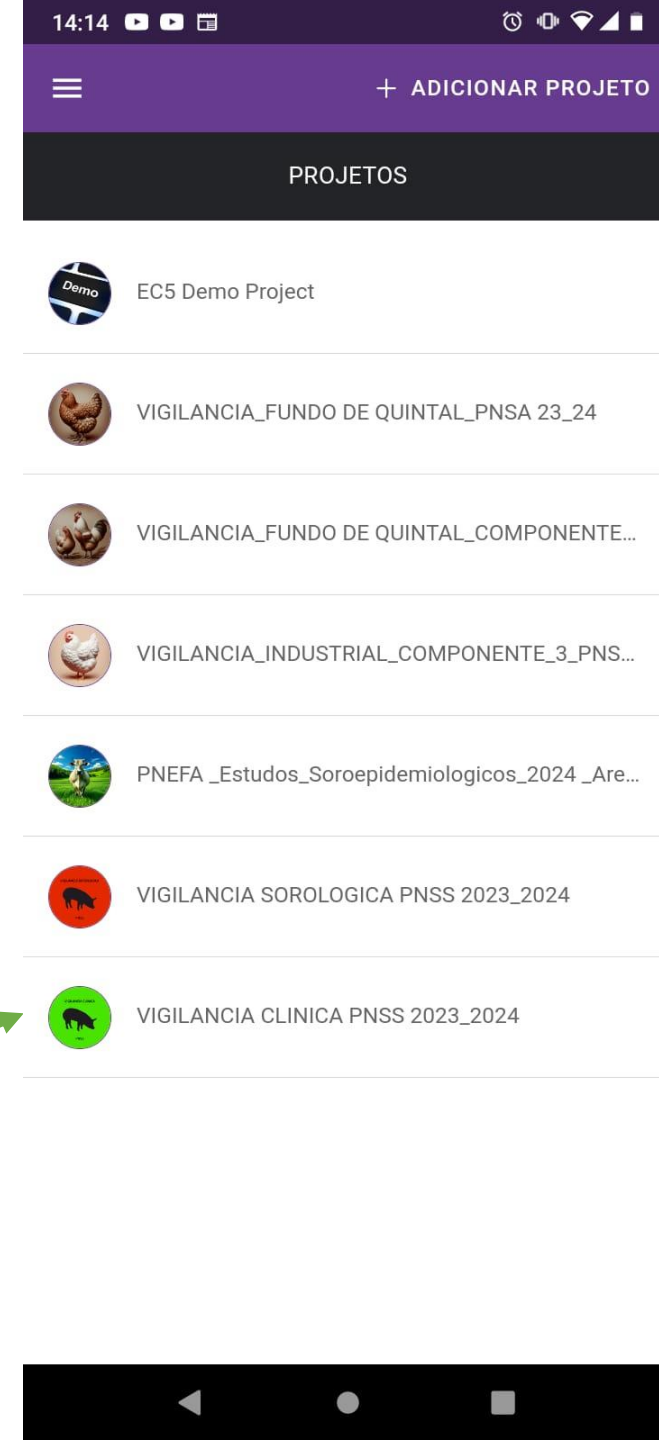 14:14
+ ADICIONAR PROJETO
PROJETOS
Demo
EC5 Demo Project
VIGILANCIA_FUNDO DE QUINTAL_PNSA 23_24
VIGILANCIA_FUNDO DE QUINTAL_COMPONENTE...
VIGILANCIA_INDUSTRIAL_COMPONENTE_3_PNS...
PNEFA _Estudos_Soroepidemiologicos_2024 _Are...
VIGILANCIA SOROLOGICA PNSS 2023_2024
VIGILANCIA CLINICA PNSS 2023_2024